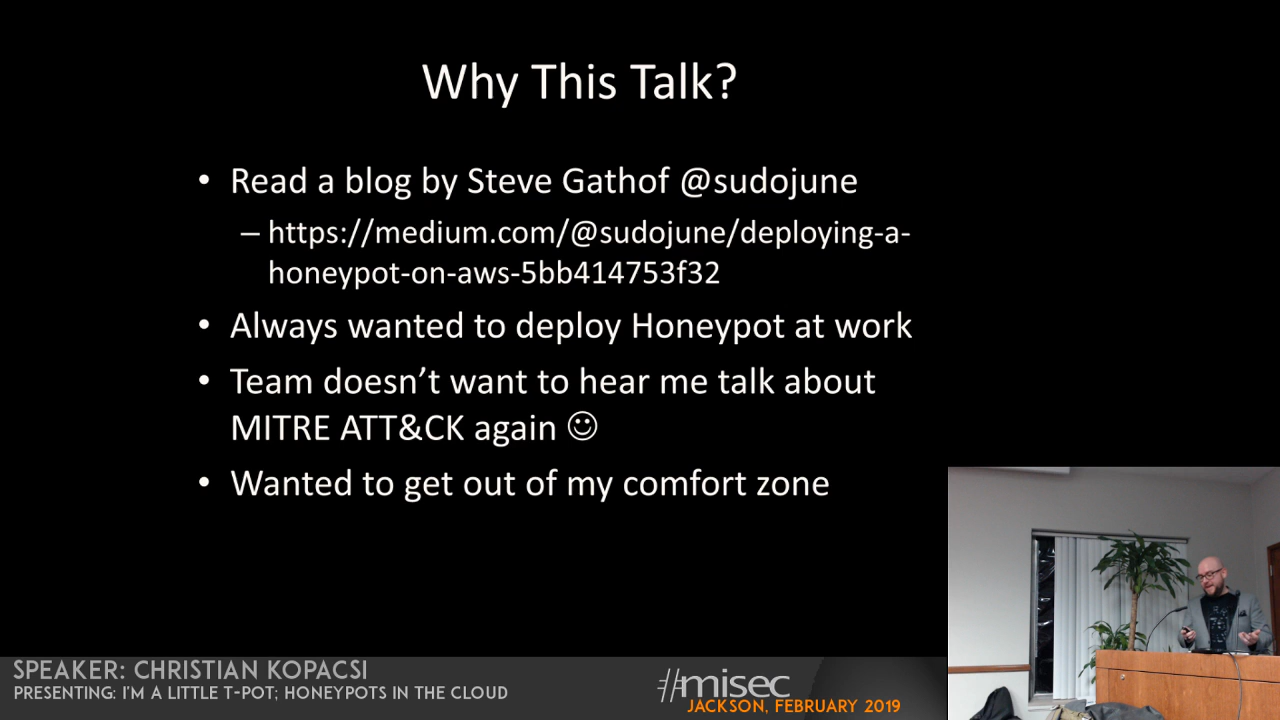 Why This Talk?
• Read a blog by Steve Gathof @sudojune
– https://medium.com/@sudojune/deploying-a-
honeypot-on-aws-5bb414753f32
• Always wanted to deploy Honeypot at work
• Team doesn’t want to hear me talk about
MITRE ATT&CK again ☺
• Wanted to get out of my comfort zone
SPEAKER: CHRISTIAN KOPACSI
PRESENTING: I'M A LITTLE T-POT; HONEYPOTS IN THE CLOUD
#misec
JACKSON, FEBRUARY 2019